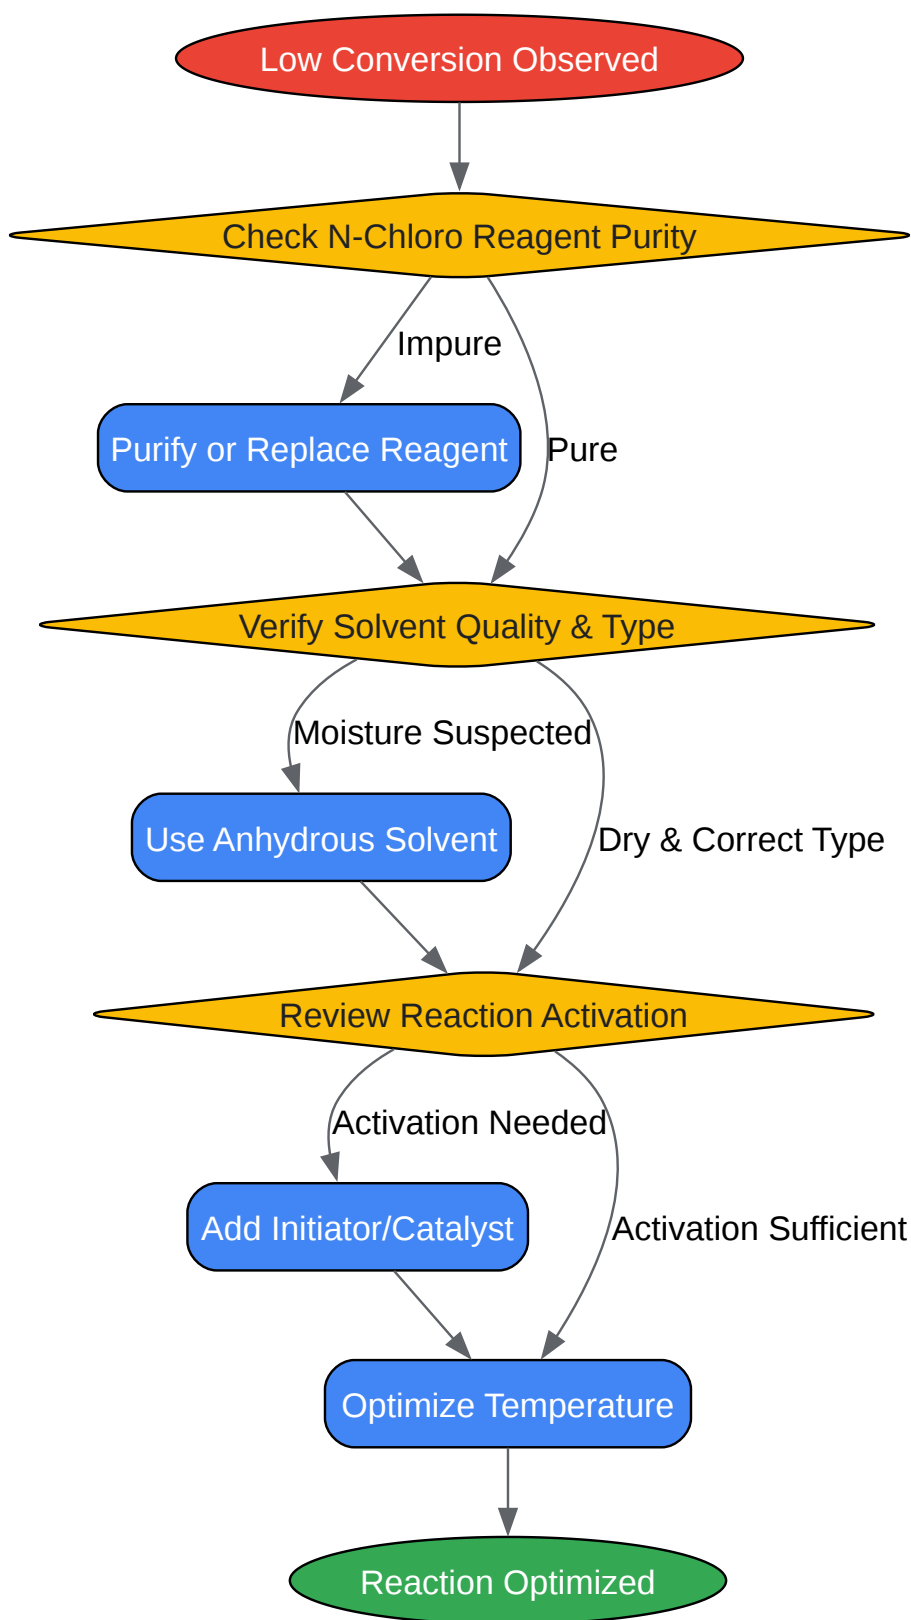 Low Conversion Observed
Check N-Chloro Reagent Purity
Impure
Purify or Replace Reagent
Pure
Verify Solvent Quality & Type
Moisture Suspected
Use Anhydrous Solvent
Dry & Correct Type
Review Reaction Activation
Activation Needed
Add Initiator/Catalyst
Activation Sufficient
Optimize Temperature
Reaction Optimized